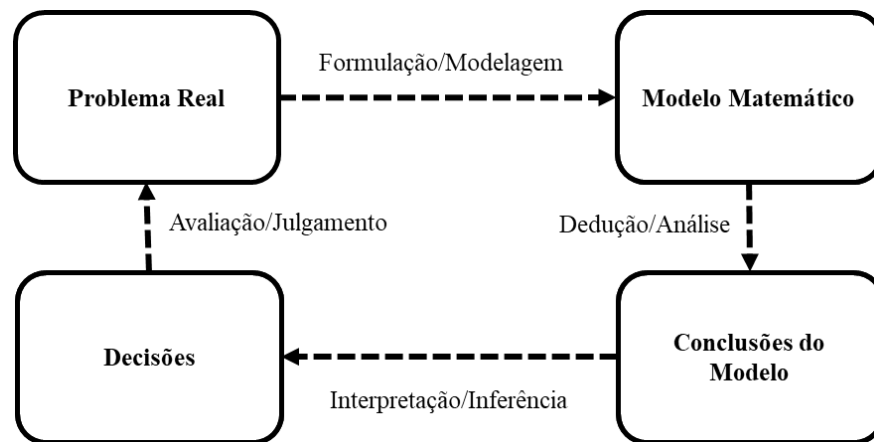 Formulação/Modelagem
Problema Real
Modelo Matemático
Avaliação/Julgamento
Dedução/Análise
Decisões
Conclusões do
Modelo
Interpretação/Inferência